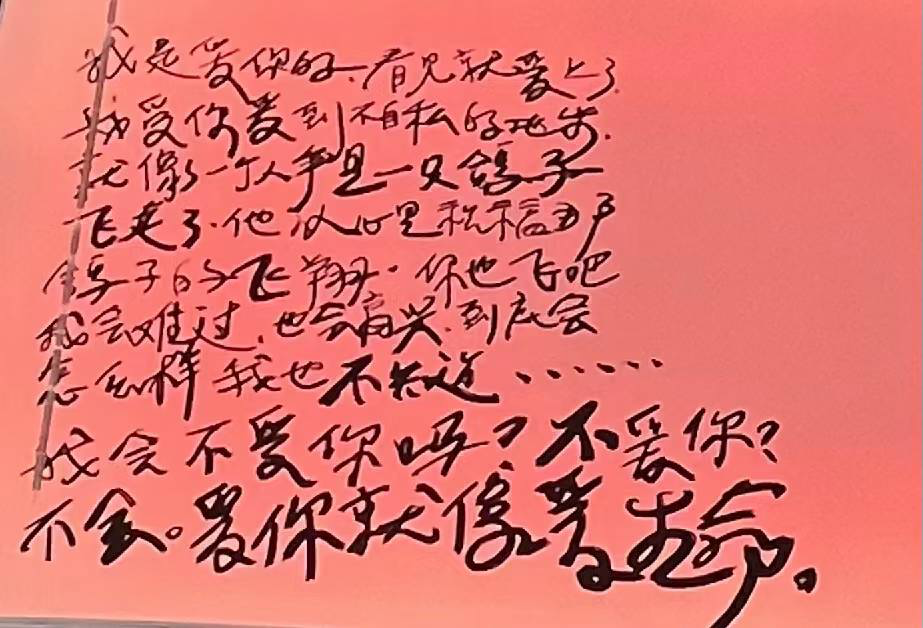 我是爱你的.看见就爱上了.
我爱你爱到不自私的地步.
就像一个人手里一只鸽子
飞走了.他从心里祝福那
鸽子的飞翔.你也飞吧
我会难过,也会高兴.到底会
怎么样我也不知道......
我会不爱你吗?不爱你?
不会。爱你就像爱生命。